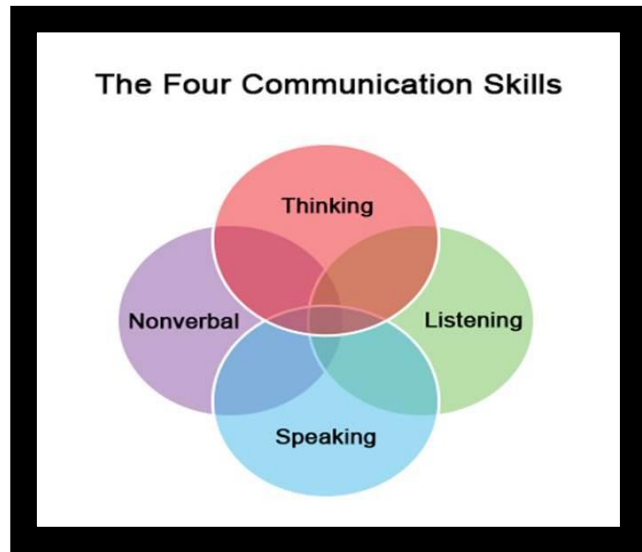 The Four Communication Skills
Thinking
Nonverbal
Listening
Speaking